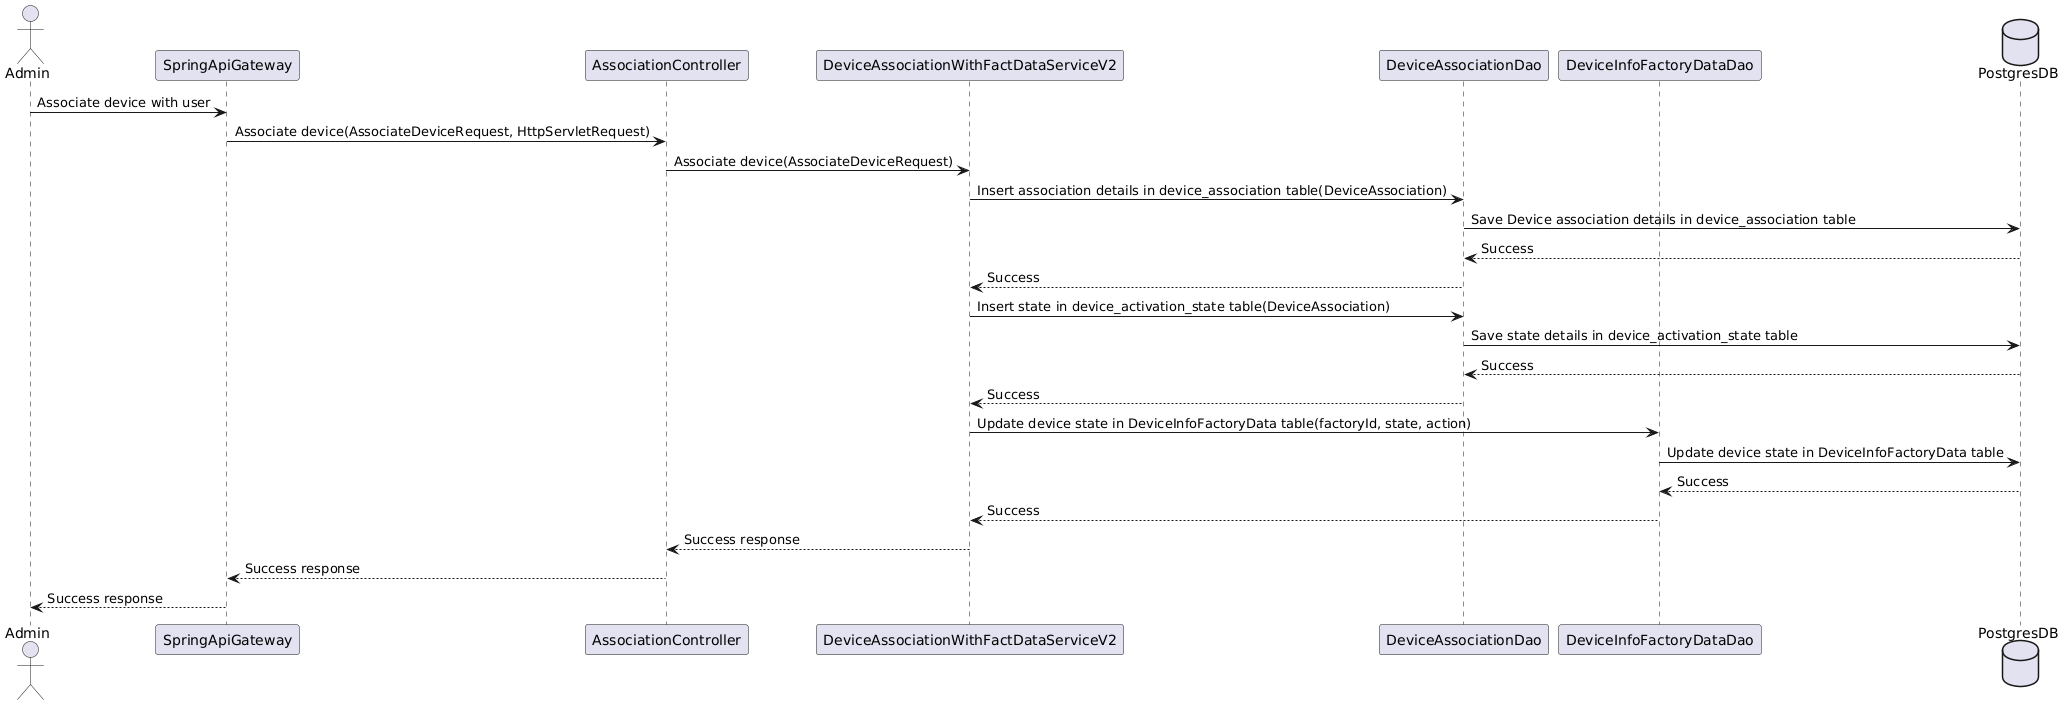 Admin
SpringApiGateway
AssociationController
DeviceAssociationWithFactDataServiceV2
DeviceAssociationDao
DeviceInfoFactoryDataDao
PostgresDB
Associate device with user
Associate device(AssociateDeviceRequest, HttpServletRequest)
Associate device(AssociateDeviceRequest)
Insert association details in device_association table(DeviceAssociation)
Save Device association details in device_association table
Success
Success
Insert state in device_activation_state table(DeviceAssociation)
Save state details in device_activation_state table
Success
Success
Update device state in DeviceInfoFactoryData table(factoryId, state, action)
Update device state in DeviceInfoFactoryData table
Success
Success
Success response
Success response
Success response
Admin
SpringApiGateway
AssociationController
DeviceAssociationWithFactDataServiceV2
DeviceAssociationDao
DeviceInfoFactoryDataDao
PostgresDB